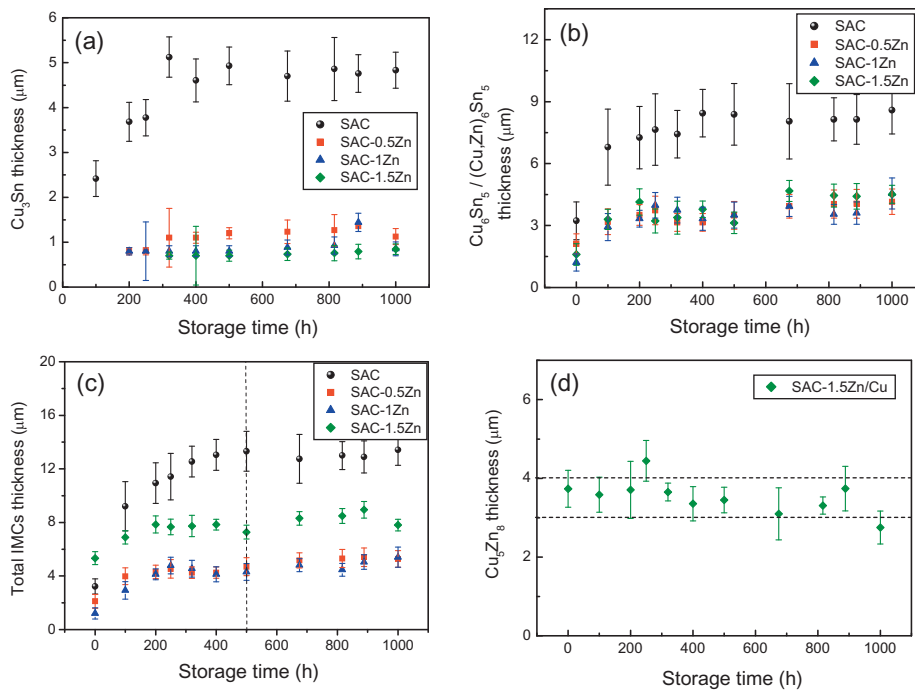 (a)
Cu₃Sn thickness (μm)
6
5
4
3
2
1
0
SAC
SAC-0.5Zn
SAC-1Zn
SAC-1.5Zn
0 200 400 600 800 1000
Storage time (h)
(b)
Cu₆Sn₅ / (Cu,Zn)₆Sn₅
thickness (μm)
12
9
6
3
0
SAC
SAC-0.5Zn
SAC-1Zn
SAC-1.5Zn
0 200 400 600 800 1000
Storage time (h)
(c)
Total IMCs thickness (μm)
20
16
12
8
4
0
SAC
SAC-0.5Zn
SAC-1Zn
SAC-1.5Zn
0 200 400 600 800 1000
Storage time (h)
(d)
Cu₅Zn₈ thickness (μm)
6
4
2
0
SAC-1.5Zn/Cu
0 200 400 600 800 1000
Storage time (h)